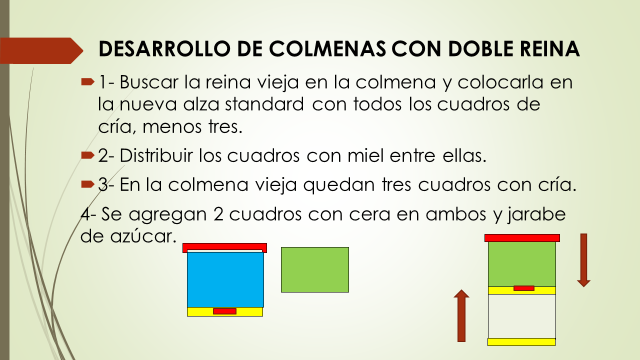 DESARROLLO DE COLMENAS CON DOBLE REINA
1- Buscar la reina vieja en la colmena y colocarla en
la nueva alza standard con todos los cuadros de
cría, menos tres.
2- Distribuir los cuadros con miel entre ellas.
3- En la colmena vieja quedan tres cuadros con cría.
4- Se agregan 2 cuadros con cera en ambos y jarabe
de azúcar.